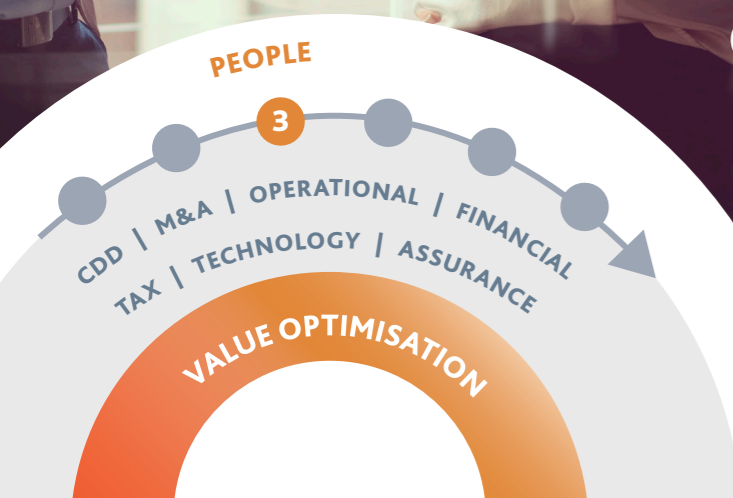 PEOPLE
3
CDD | M&A | OPERATIONAL | FINANCIAL
TAX | TECHNOLOGY | ASSURANCE
VALUE OPTIMISATION